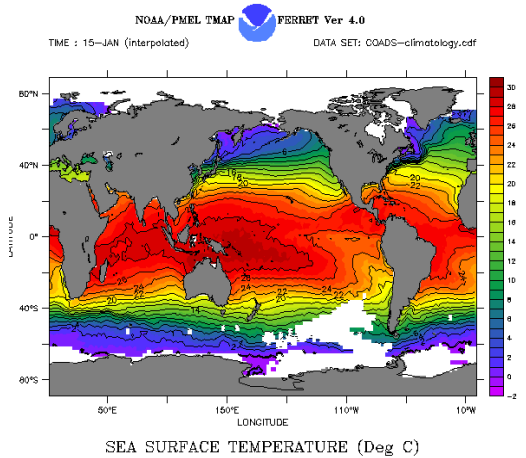 NOAA/PMEL TMAP FERRET Ver 4.0
TIME : 15-JAN (interpolated) DATA SET: COADS-climatology.cdf
80°N
40°N
0°
40°S
80°S
LATITUDE
50°E 150°E 110°W 10°W
LONGITUDE
30
28
26
24
22
20
18
16
14
12
10
8
6
4
2
0
-2
SEA SURFACE TEMPERATURE (Deg C)